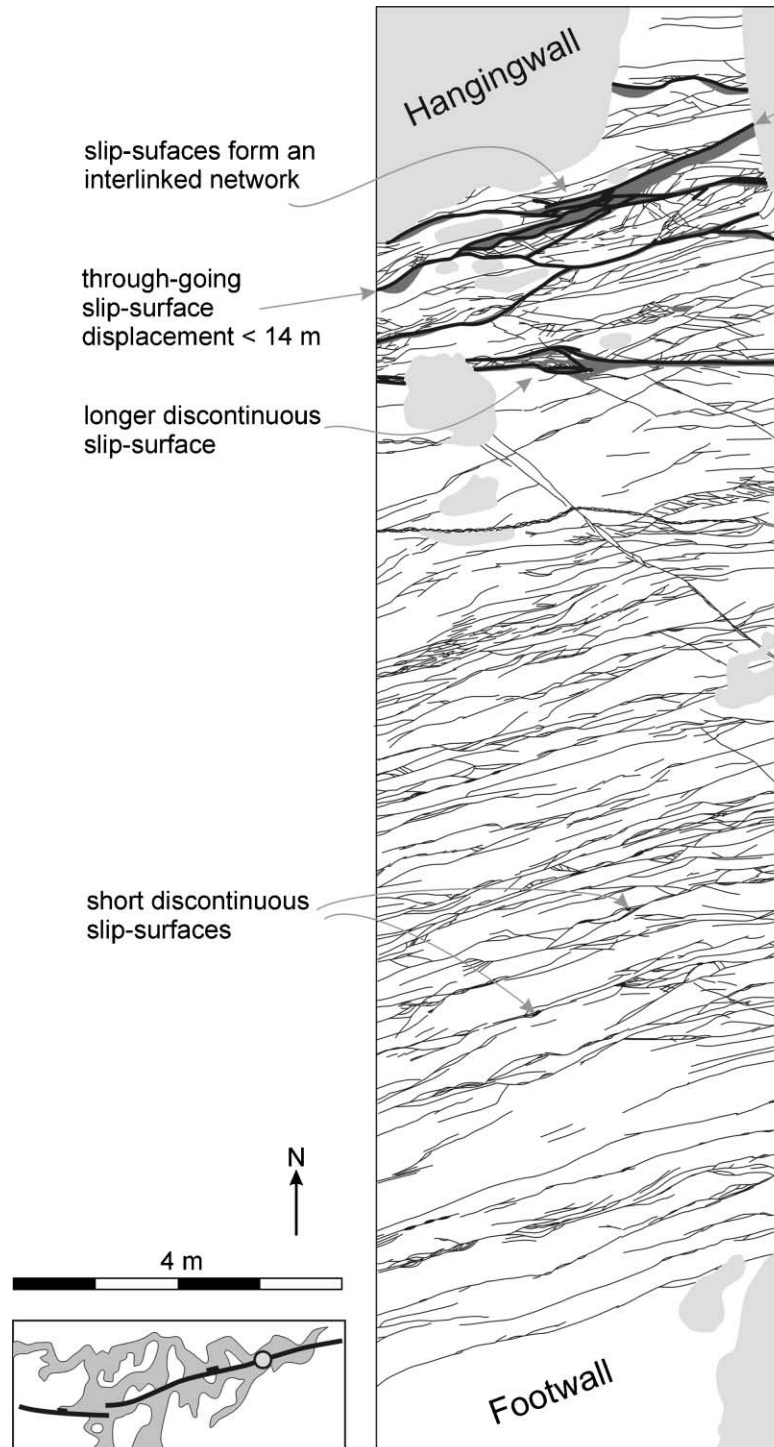 Hangingwall
slip-sufaces form an
interlinked network
through-going
slip-surface
displacement < 14 m
longer discontinuous
slip-surface
short discontinuous
slip-surfaces
N
4 m
Footwall